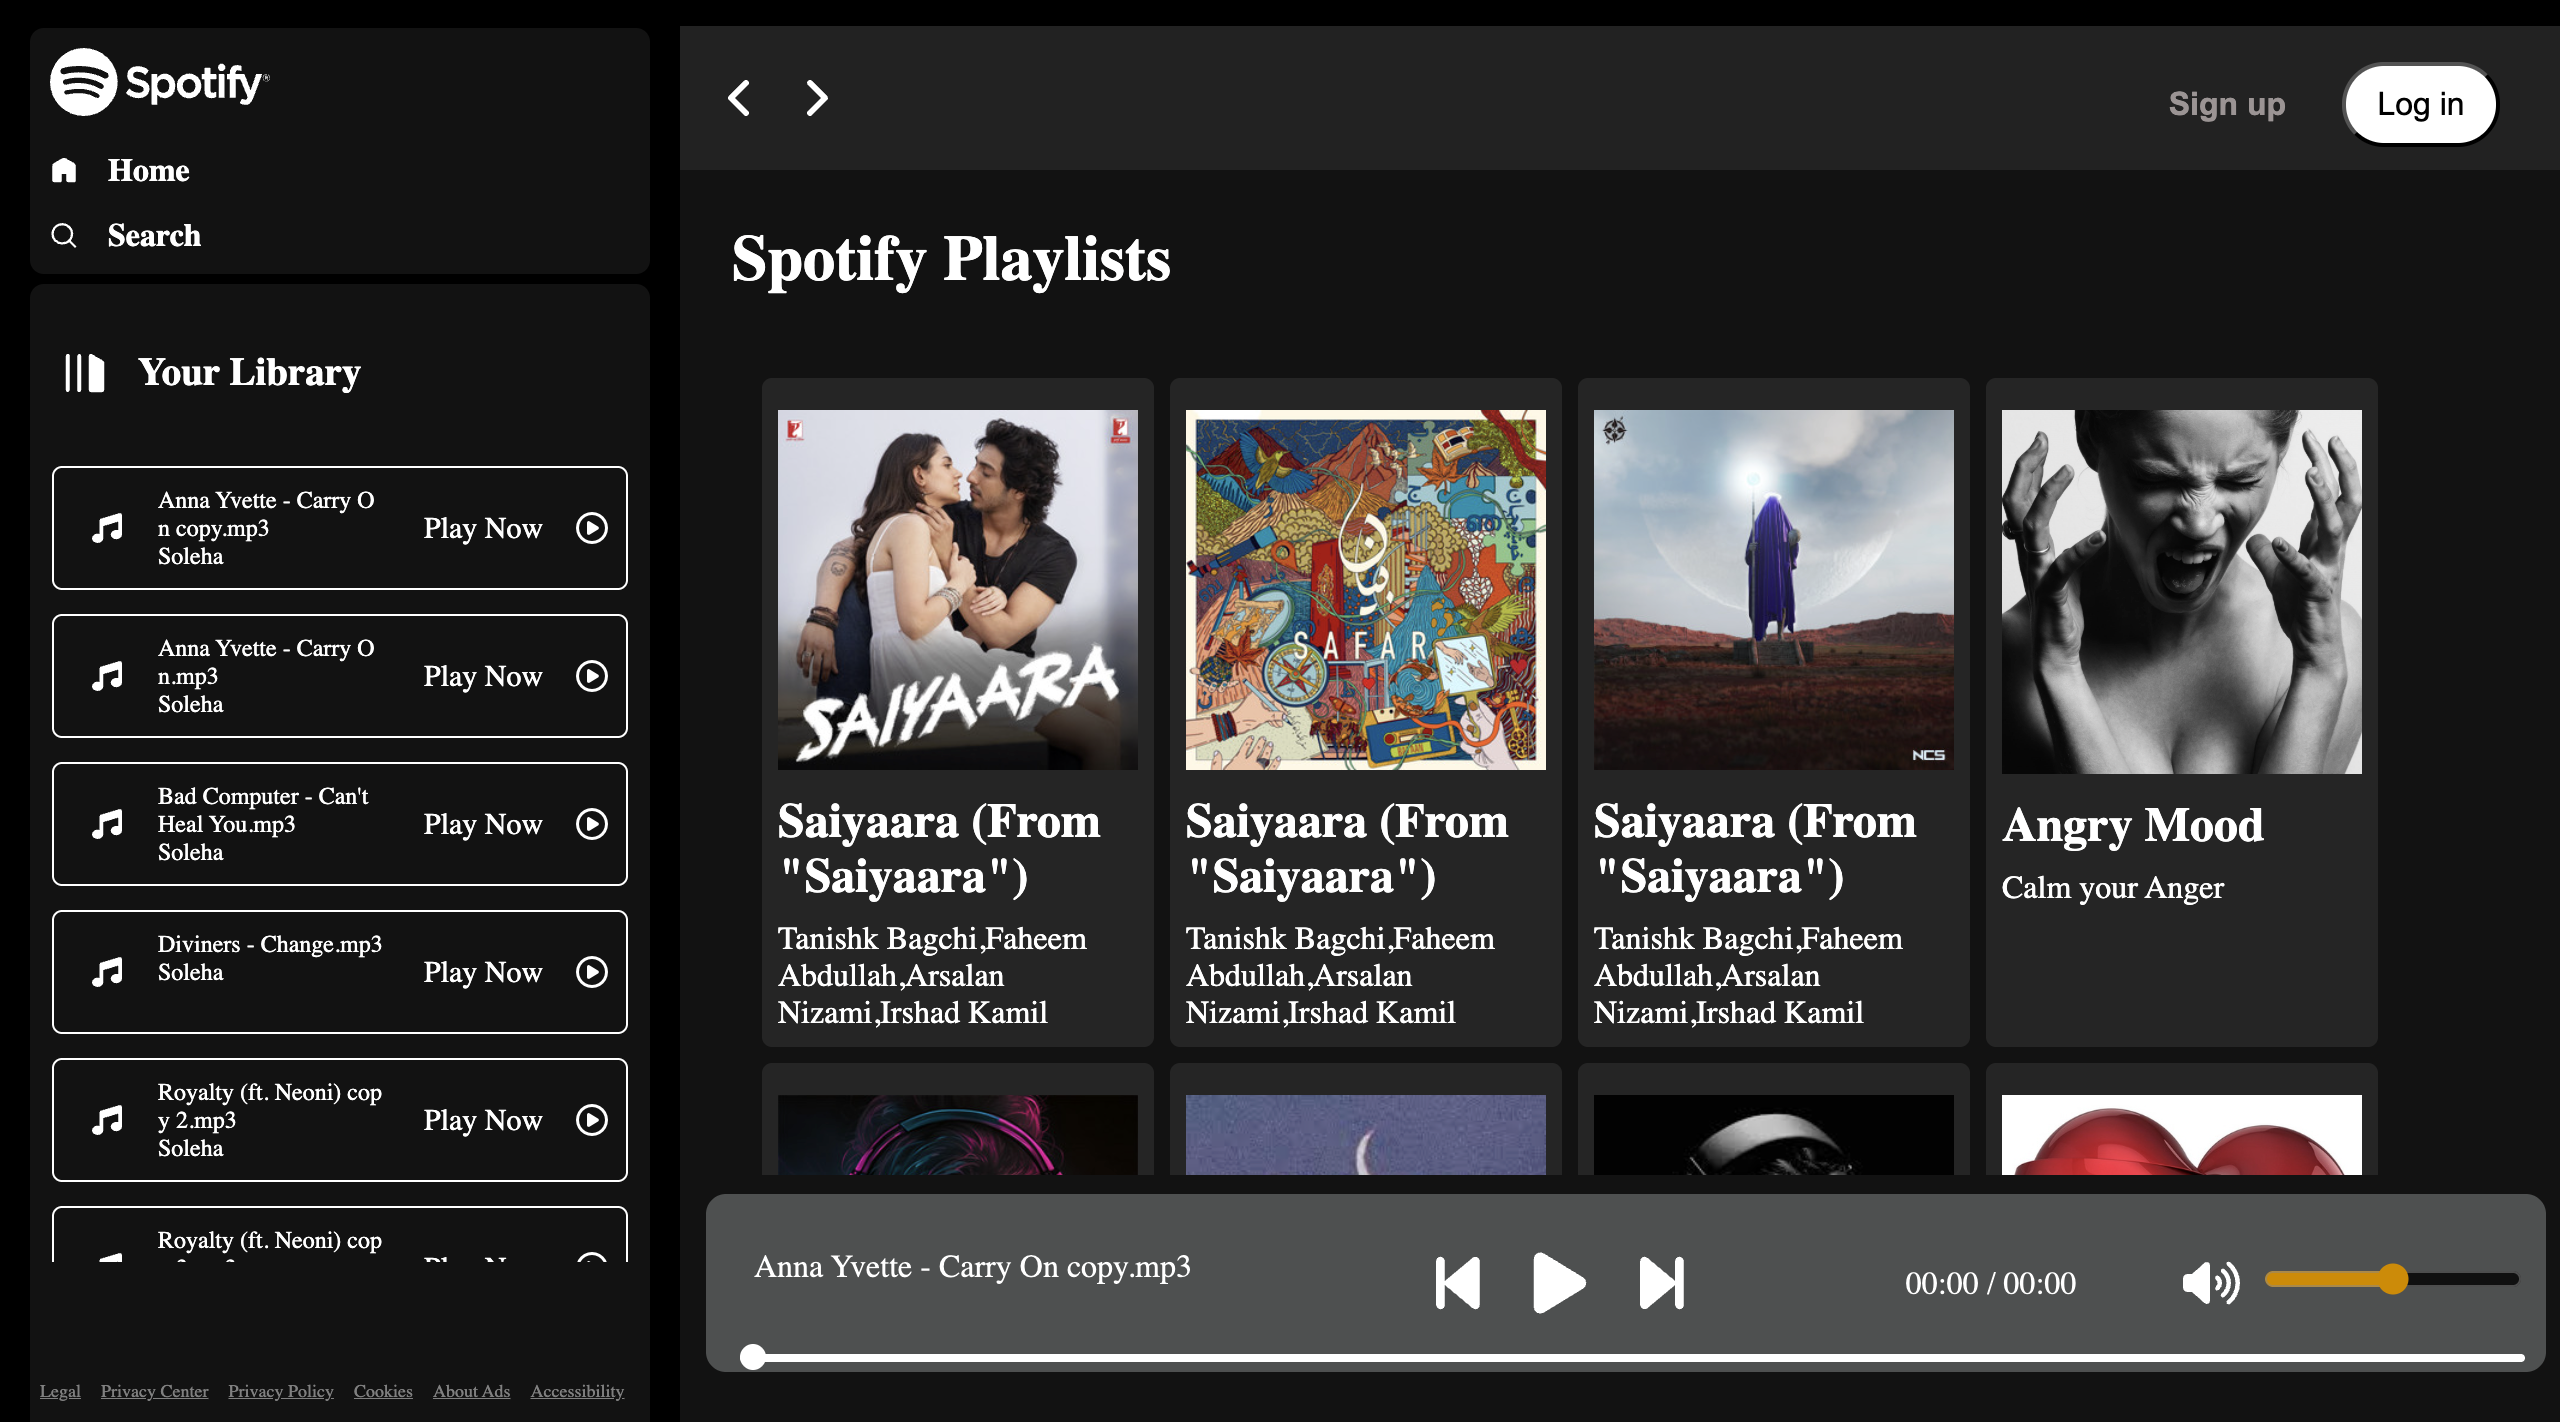 Spotify®
Home
Search
Your Library
Anna Yvette - Carry O
n copy.mp3
Soleha
Play Now
Anna Yvette - Carry O
n.mp3
Soleha
Play Now
Bad Computer - Can't
Heal You.mp3
Soleha
Play Now
Diviners - Change.mp3
Soleha
Play Now
Royalty (ft. Neoni) cop
y 2.mp3
Soleha
Play Now
Royalty (ft. Neoni) cop
Legal Privacy Center Privacy Policy Cookies About Ads Accessibility
Sign up
Log in
Spotify Playlists
SAIYAARA
Saiyaara (From
"Saiyaara")
Tanishk Bagchi,Faheem
Abdullah,Arsalan
Nizami,Irshad Kamil
SAFAR
Saiyaara (From
"Saiyaara")
Tanishk Bagchi,Faheem
Abdullah,Arsalan
Nizami,Irshad Kamil
NCS
Saiyaara (From
"Saiyaara")
Tanishk Bagchi,Faheem
Abdullah,Arsalan
Nizami,Irshad Kamil
Angry Mood
Calm your Anger
Anna Yvette - Carry On copy.mp3
00:00 / 00:00